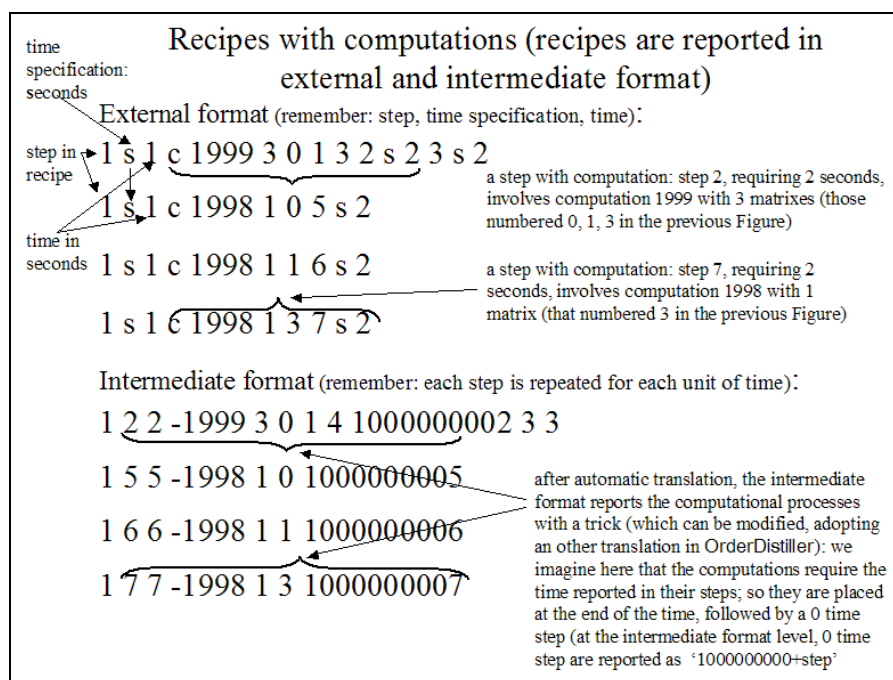 Recipes with computations (recipes are reported in
external and intermediate format)
time
specification:
seconds
External format (remember: step, time specification, time):
step in
recipe
1 s 1 c 1999 3 0 1 3 2 s 2 3 s 2
a step with computation: step 2, requiring 2 seconds,
involves computation 1999 with 3 matrixes (those
numbered 0, 1, 3 in the previous Figure)
1 s 1 c 1998 1 0 5 s 2
time in
seconds
1 s 1 c 1998 1 1 6 s 2
a step with computation: step 7, requiring 2
seconds, involves computation 1998 with 1
matrix (that numbered 3 in the previous Figure)
1 s 1 c 1998 1 3 7 s 2
Intermediate format (remember: each step is repeated for each unit of time):
1 2 2 -1999 3 0 1 4 1000000002 3 3
1 5 5 -1998 1 0 1000000005
1 6 6 -1998 1 1 1000000006
1 7 7 -1998 1 3 1000000007
after automatic translation, the intermediate
format reports the computational processes
with a trick (which can be modified, adopting
an other translation in OrderDistiller): we
imagine here that the computations require the
time reported in their steps; so they are placed
at the end of the time, followed by a 0 time
step (at the intermediate format level, 0 time
step are reported as ‘1000000000+step’